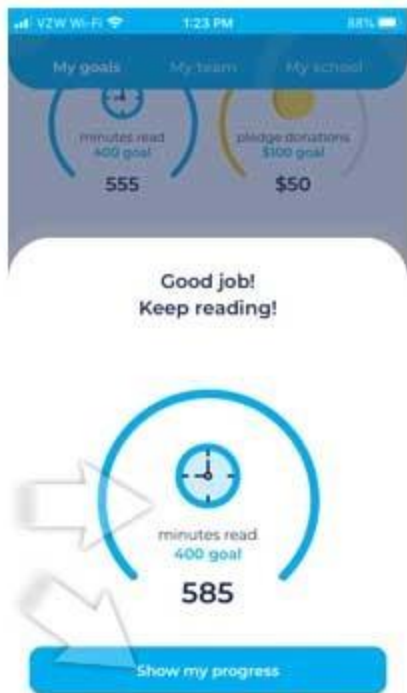 VZW Wi-Fi 1:23 PM 88%
My goals My team My school
minutes read pledge donations
400 goal $100 goal
555 $50
Good job!
Keep reading!
minutes read
400 goal
585
Show my progress